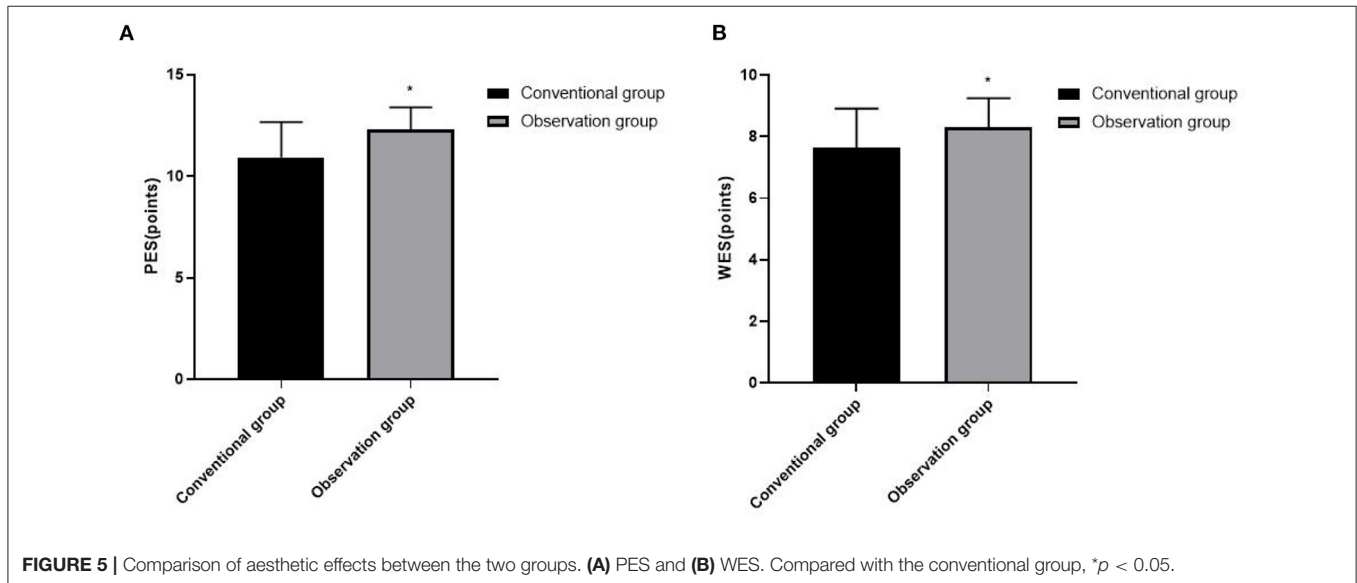 A
PES(points)
15
10
5
0
*
Conventional group
Observation group
Conventional group
Observation group
B
WES(points)
10
8
6
4
2
0
*
Conventional group
Observation group
Conventional group
Observation group
FIGURE 5 | Comparison of aesthetic effects between the two groups. (A) PES and (B) WES. Compared with the conventional group, *p < 0.05.